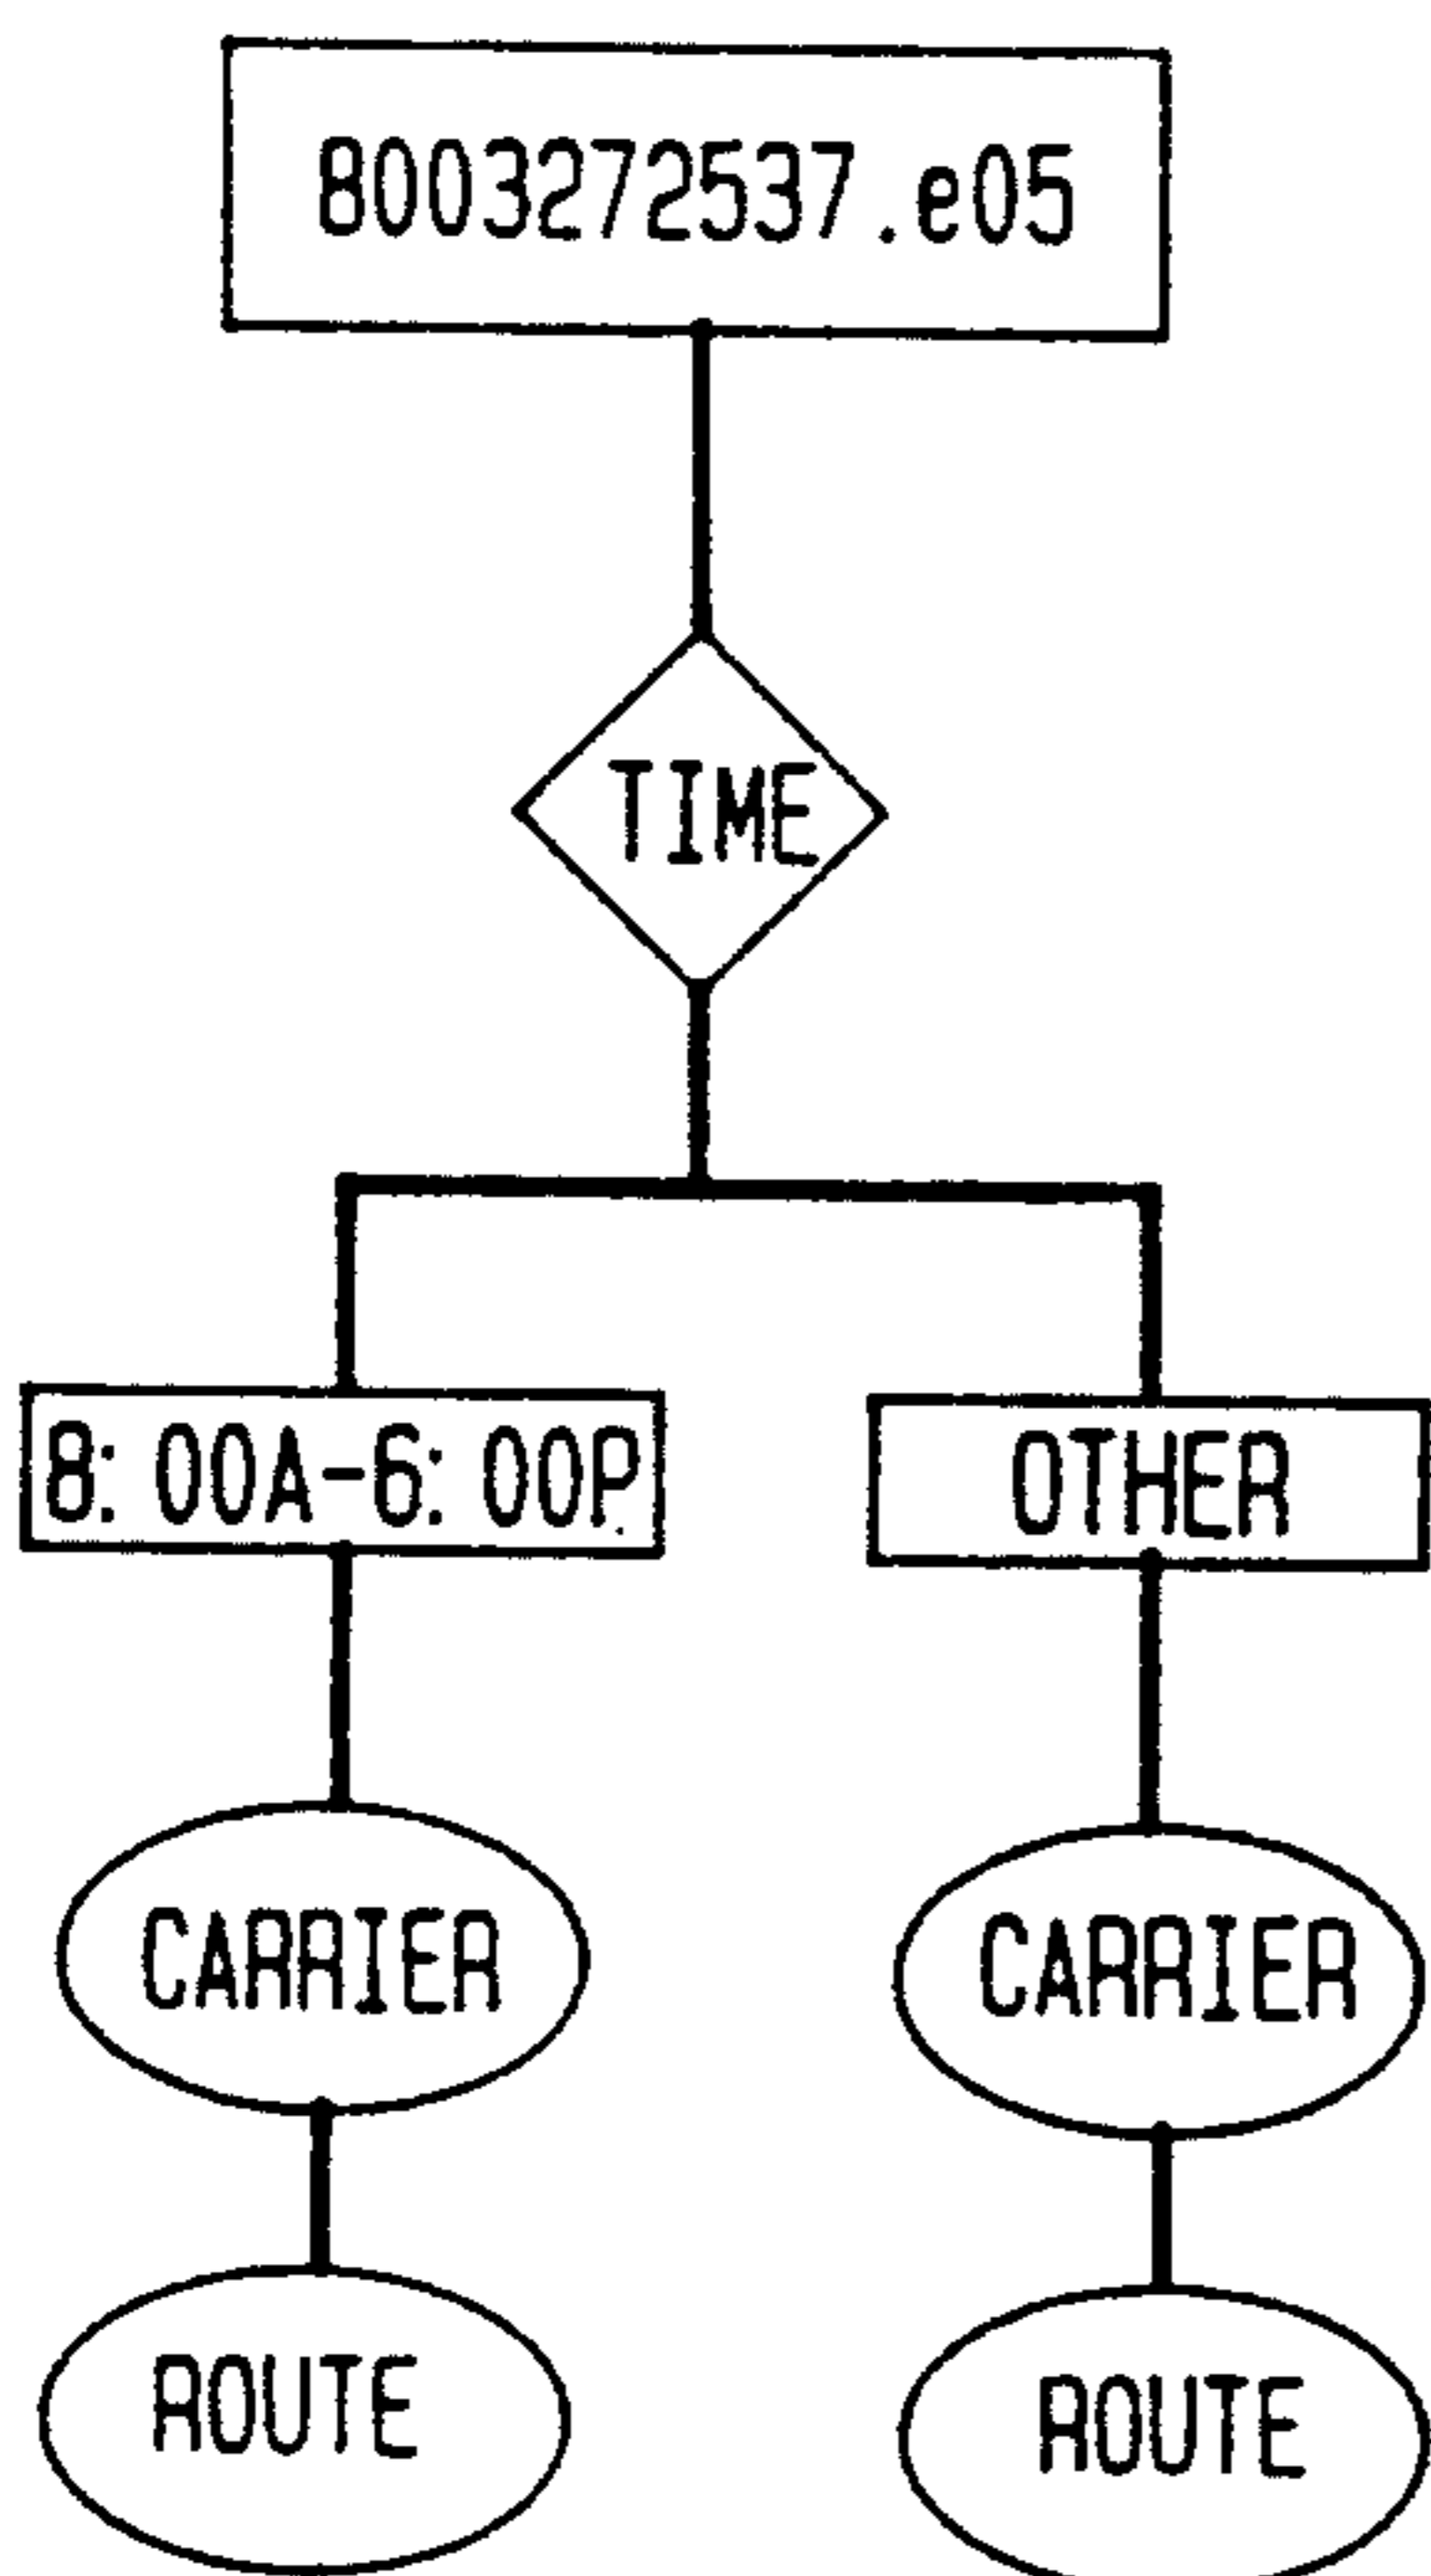 8003272537.e05
TIME
8:00A-6:00P
OTHER
CARRIER
CARRIER
ROUTE
ROUTE